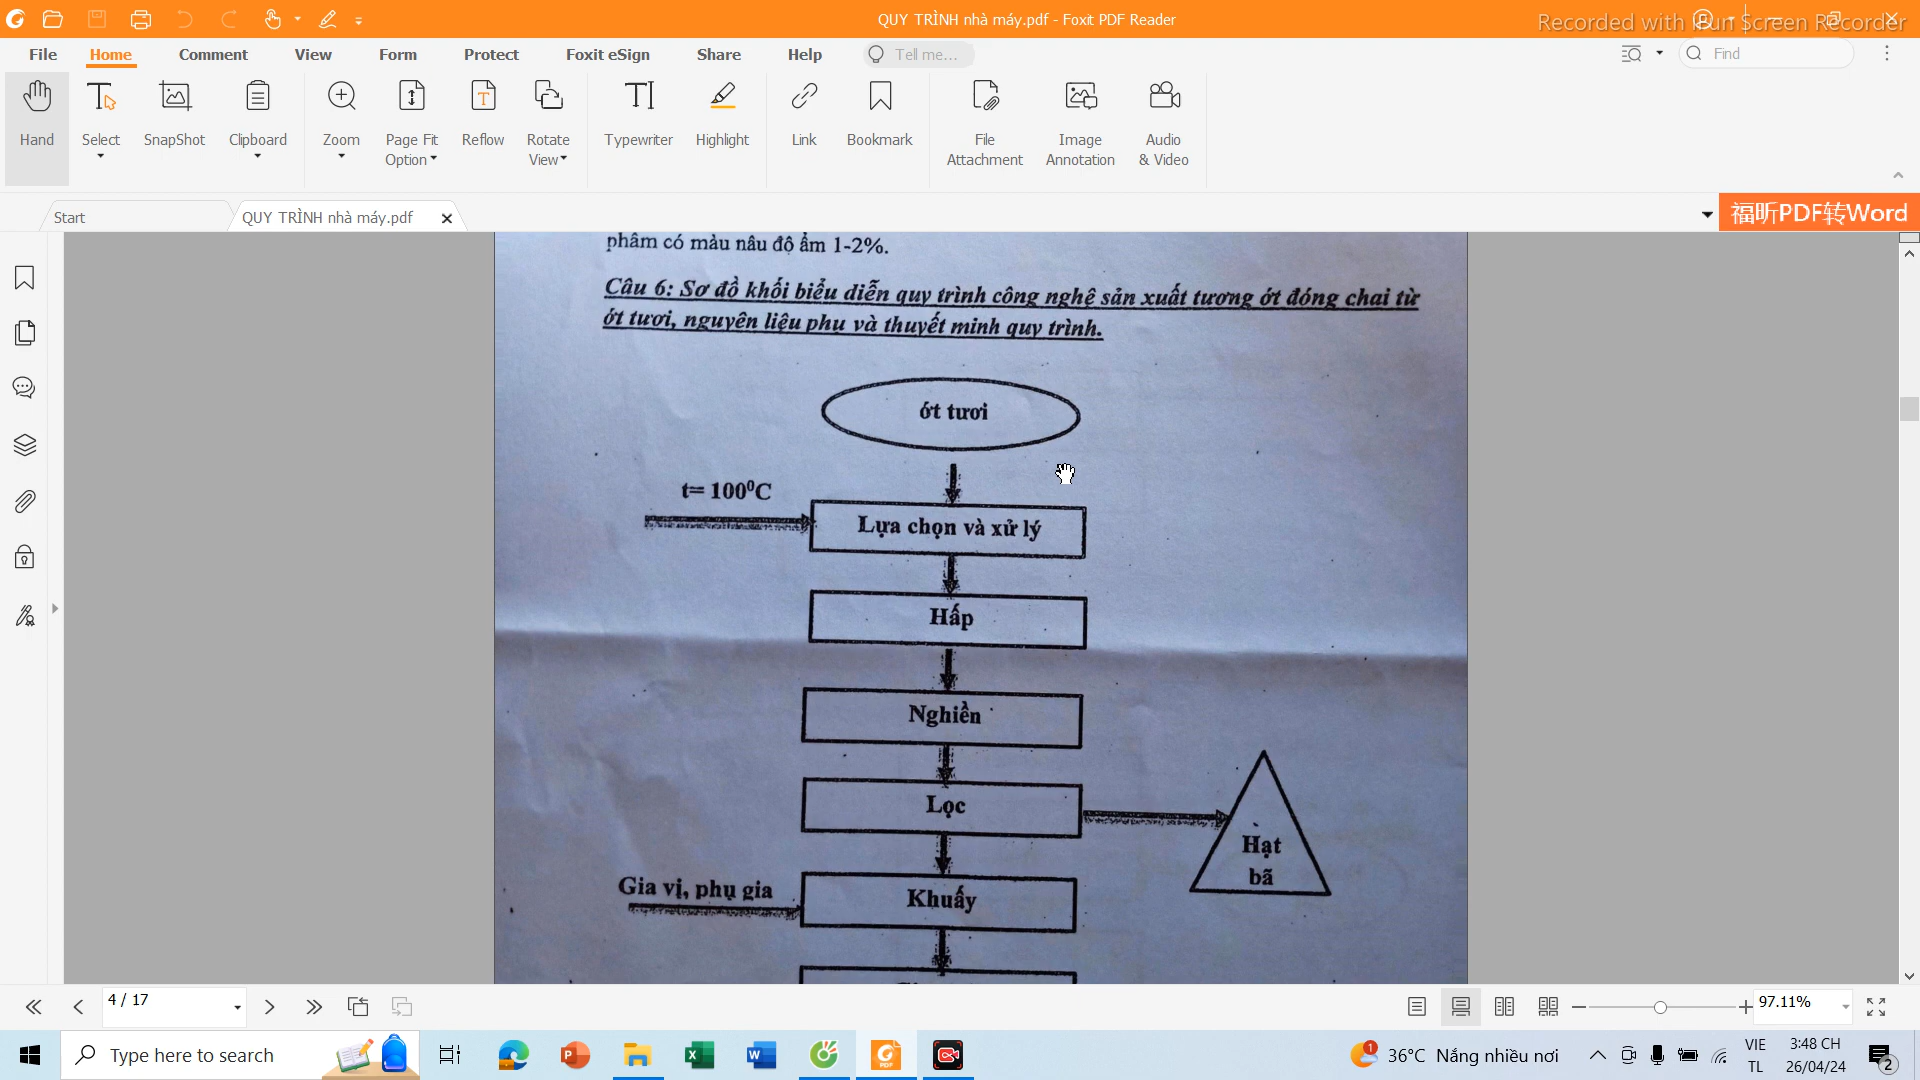 QUY TRÌNH nhà máy.pdf - Foxit PDF Reader
Recorded with iFun Screen Recorder
File Home Comment View Form Protect Foxit eSign Share Help Tell me... Find
Hand
Select
SnapShot
Clipboard
Zoom
Page Fit
Option
Reflow
Rotate
View
Typewriter
Highlight
Link
Bookmark
File
Attachment
Image
Annotation
Audio
& Video
Start
QUY TRÌNH nhà máy.pdf
福昕PDF转Word
phẩm có màu nâu độ ẩm 1-2%.
Câu 6: Sơ đồ khối biểu diễn quy trình công nghệ sản xuất tương ớt đóng chai từ
ớt tươi, nguyên liệu phụ và thuyết minh quy trình.
ớt tươi
t= 100⁰C
Lựa chọn và xử lý
Hấp
Nghiền
Lọc
Hạt
bã
Gia vị, phụ gia
Khuấy
4 / 17
97.11%
Type here to search
1
36°C Nắng nhiều nơi
VIE
TL
3:48 CH
26/04/24
2